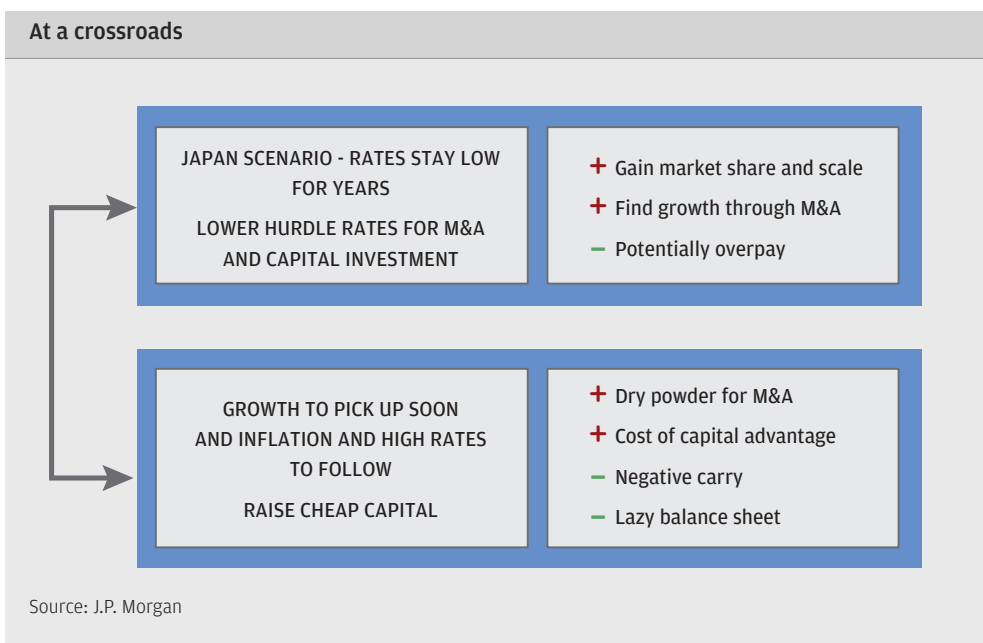 At a crossroads
JAPAN SCENARIO - RATES STAY LOW
FOR YEARS
LOWER HURDLE RATES FOR M&A
AND CAPITAL INVESTMENT
+ Gain market share and scale
+ Find growth through M&A
– Potentially overpay
GROWTH TO PICK UP SOON
AND INFLATION AND HIGH RATES
TO FOLLOW
RAISE CHEAP CAPITAL
+ Dry powder for M&A
+ Cost of capital advantage
– Negative carry
– Lazy balance sheet
Source: J.P. Morgan